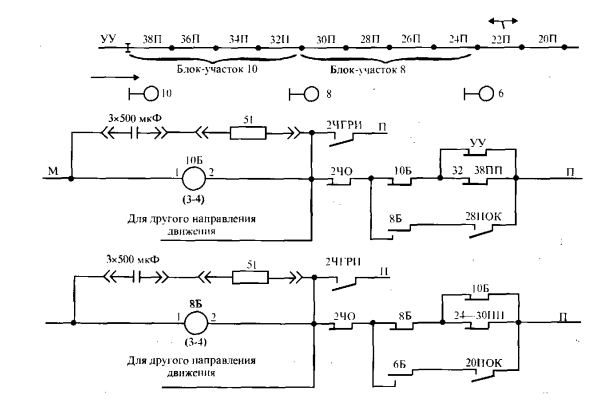 УУ 38П 36П 34П 32П 30П 28П 26П 24П 22П 20П
Блок-участок 10 Блок-участок 8
10 8 6
3×500 мкФ 51 2ЧГРИ П
УУ
М 1 10Б 2 2ЧО 10Б 32 38ПП П
(3-4)
8Б 28ПОК
Для другого направления
движения
3×500 мкФ 51 2ЧГРИ П
10Б
1 8Б 2 2ЧО 8Б 24—30ПП П
(3-4)
6Б 20ПОК
Для другого направления
движения